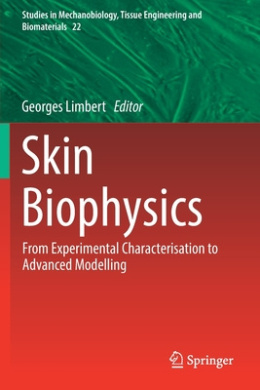 Studies in Mechanobiology, Tissue Engineering and
Biomaterials 22
Georges Limbert Editor
Skin
Biophysics
From Experimental Characterisation to
Advanced Modelling
Springer